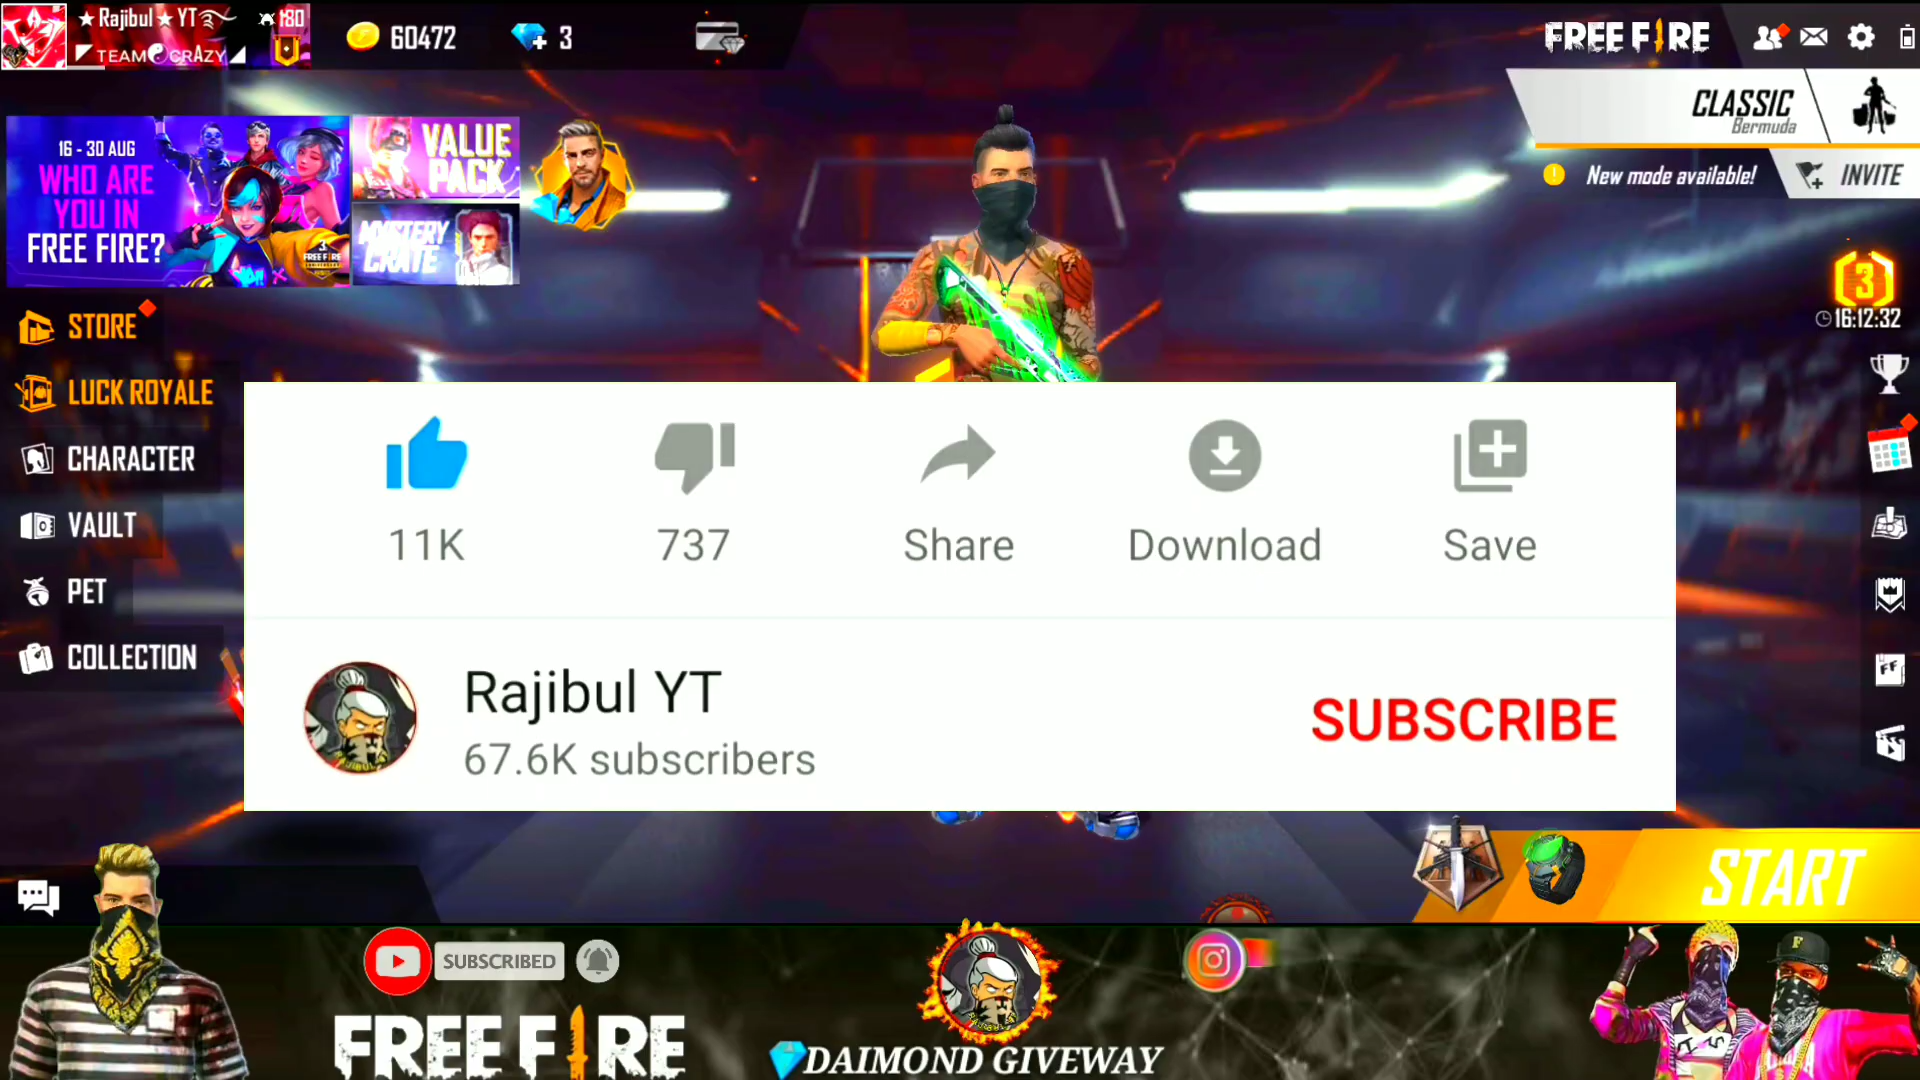 ★Rajibul★YT
TEAM☯CRAZY
180
60472
3
FREE FIRE
CLASSIC
Bermuda
New mode available!
INVITE
16 - 30 AUG
WHO ARE
YOU IN
FREE FIRE?
VALUE
PACK
MYSTERY
CRATE
3
16:12:32
STORE
LUCK ROYALE
CHARACTER
VAULT
PET
COLLECTION
FF
11K
737
Share
Download
Save
Rajibul YT
67.6K subscribers
SUBSCRIBE
START
SUBSCRIBED
FREE FIRE
DAIMOND GIVEWAY